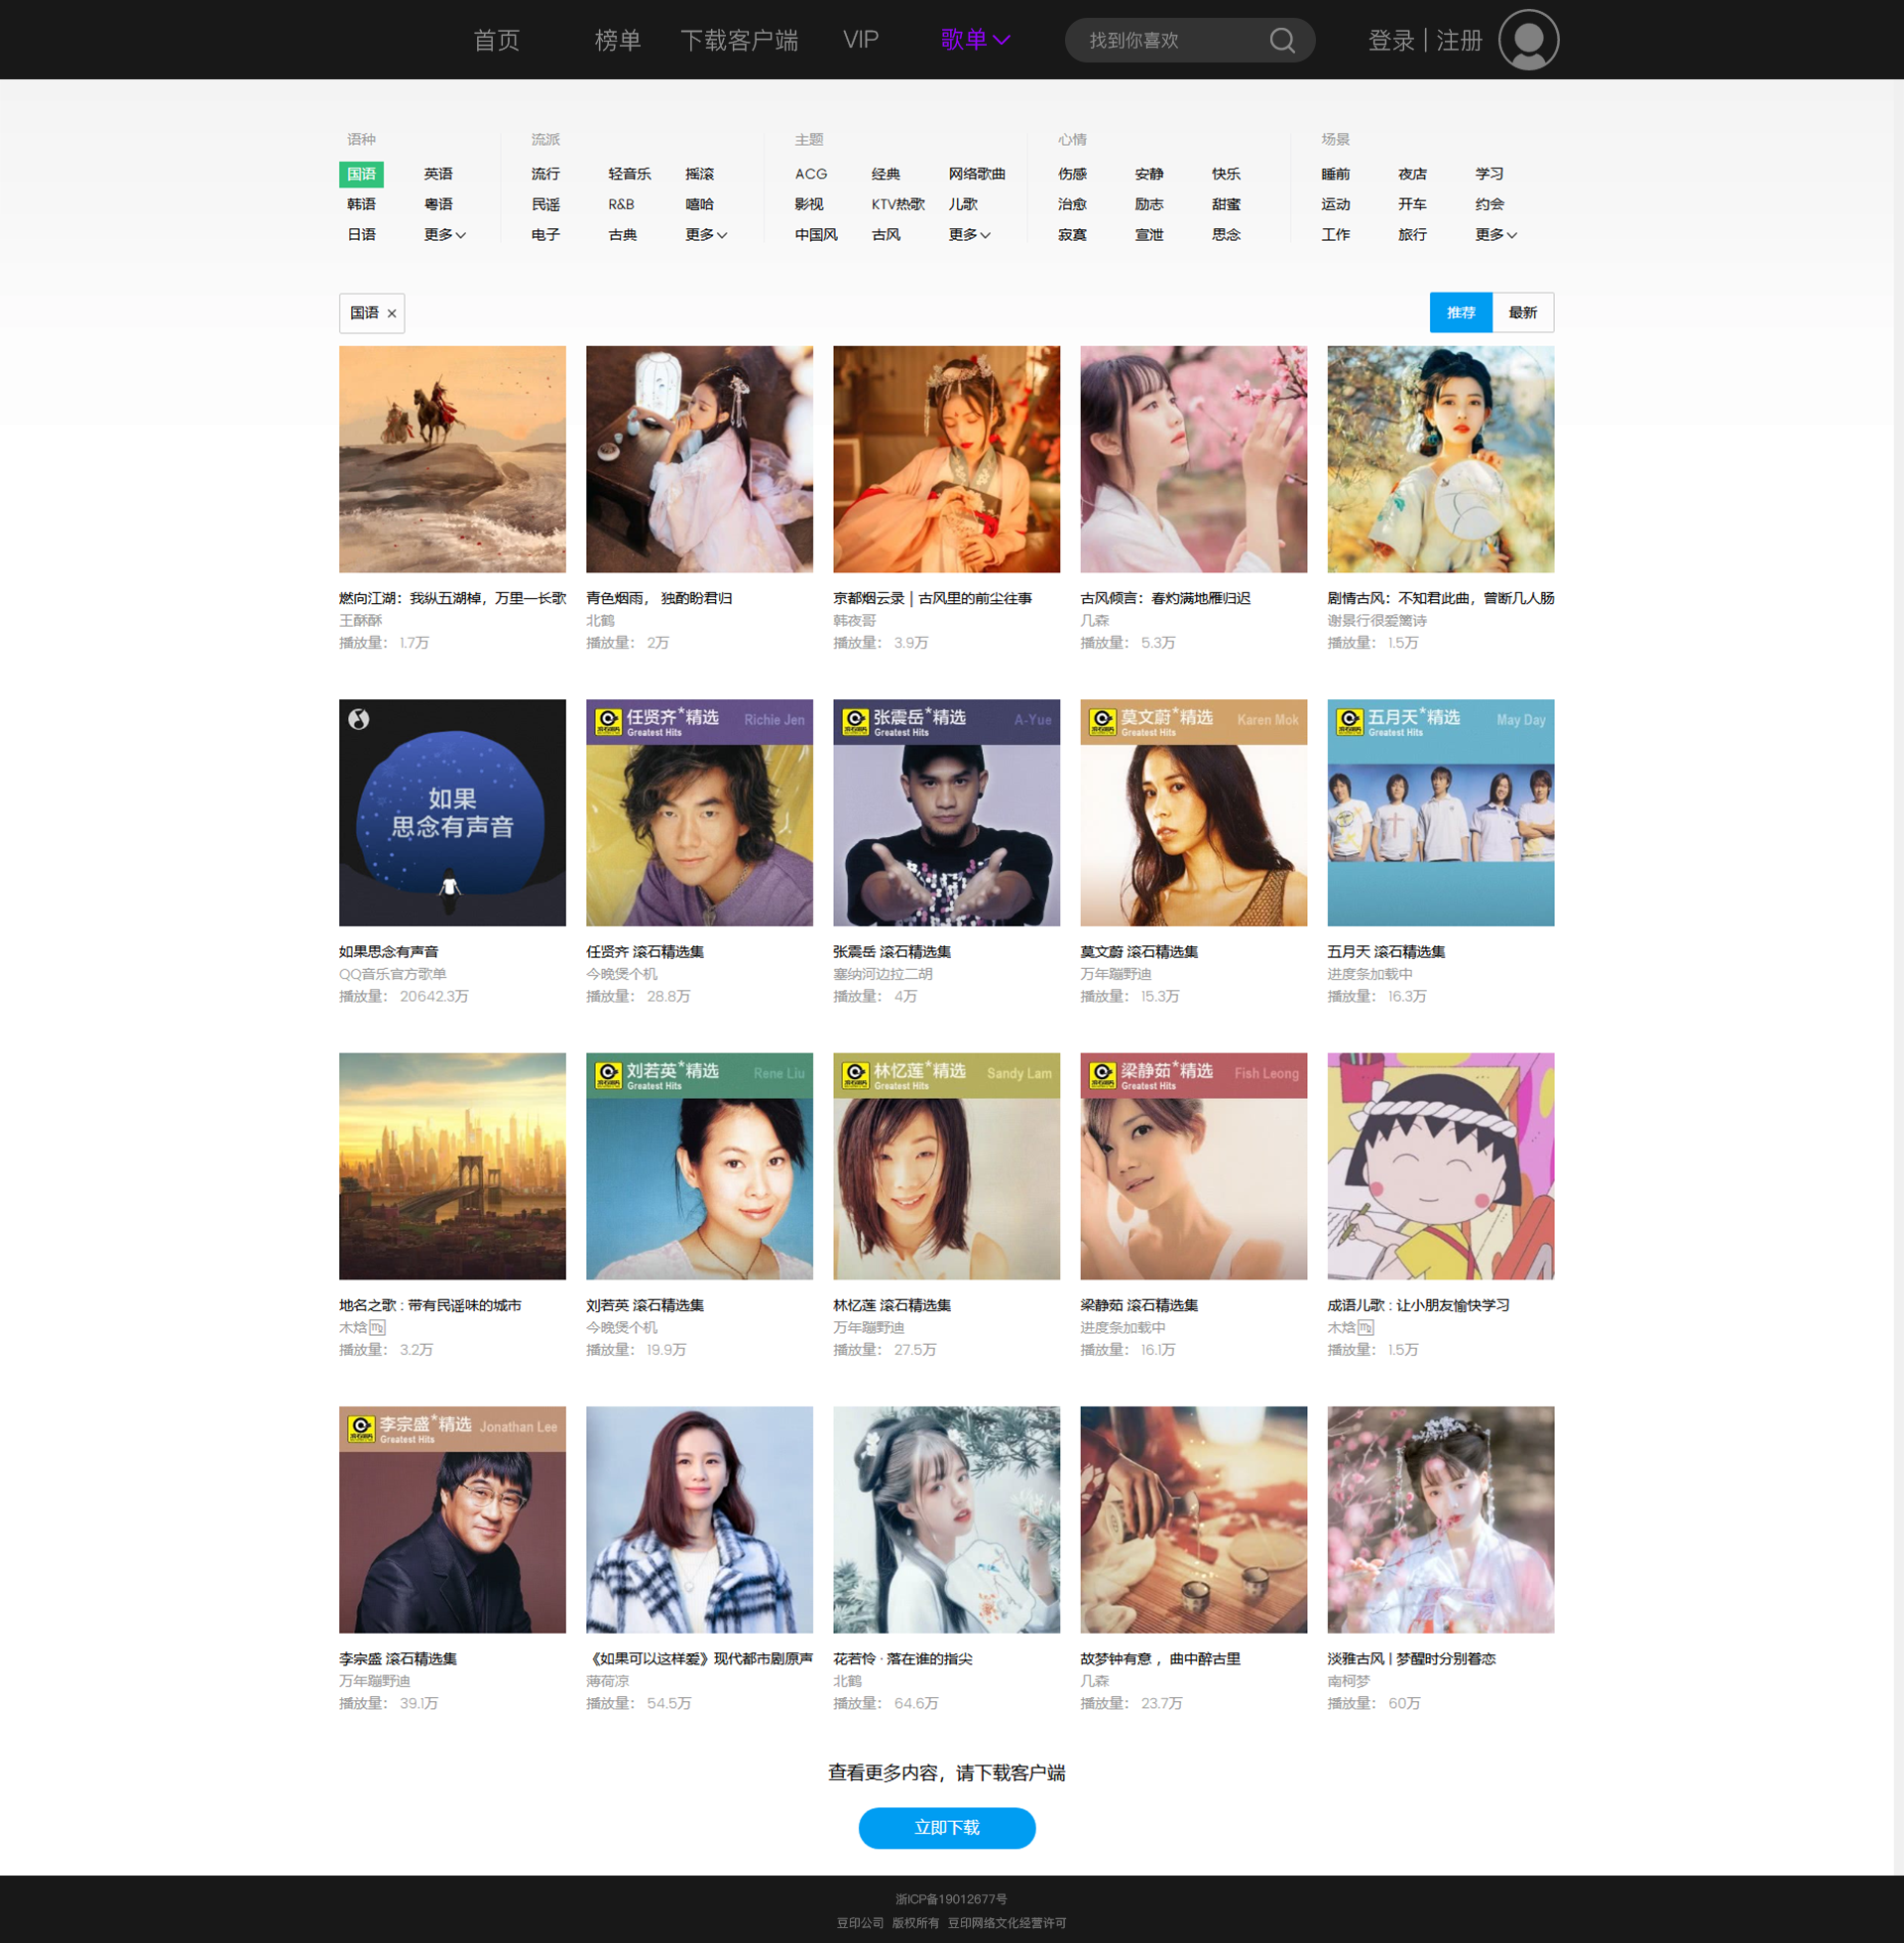 首页 榜单 下载客户端 VIP 歌单 找到你喜欢 登录 | 注册
语种 流派 主题 心情 场景
国语 英语 流行 轻音乐 摇滚 ACG 经典 网络歌曲 伤感 安静 快乐 睡前 夜店 学习
韩语 粤语 民谣 R&B 嘻哈 影视 KTV热歌 儿歌 治愈 励志 甜蜜 运动 开车 约会
日语 更多 电子 古典 更多 中国风 古风 更多 寂寞 宣泄 思念 工作 旅行 更多
国语 × 推荐 最新
燃向江湖：我纵五湖棹，万里一长歌 青色烟雨， 独酌盼君归 京都烟云录 | 古风里的前尘往事 古风倾言：春灼满地雁归迟 剧情古风：不知君此曲，曾断几人肠
王酥酥 北鹤 韩夜哥 几森 谢景行很爱篱诗
播放量： 1.7万 播放量： 2万 播放量： 3.9万 播放量： 5.3万 播放量： 1.5万
任贤齐*精选 Richie Jen 张震岳*精选 A-Yue 莫文蔚*精选 Karen Mok 五月天*精选 May Day
Greatest Hits Greatest Hits Greatest Hits Greatest Hits
如果
思念有声音
如果思念有声音 任贤齐 滚石精选集 张震岳 滚石精选集 莫文蔚 滚石精选集 五月天 滚石精选集
QQ音乐官方歌单 今晚煲个机 塞纳河边拉二胡 万年蹦野迪 进度条加载中
播放量： 20642.3万 播放量： 28.8万 播放量： 4万 播放量： 15.3万 播放量： 16.3万
刘若英*精选 Rene Liu 林忆莲*精选 Sandy Lam 梁静茹*精选 Fish Leong
Greatest Hits Greatest Hits Greatest Hits
地名之歌 : 带有民谣味的城市 刘若英 滚石精选集 林忆莲 滚石精选集 梁静茹 滚石精选集 成语儿歌 : 让小朋友愉快学习
木焓♍ 今晚煲个机 万年蹦野迪 进度条加载中 木焓♍
播放量： 3.2万 播放量： 19.9万 播放量： 27.5万 播放量： 16.1万 播放量： 1.5万
李宗盛*精选 Jonathan Lee
Greatest Hits
李宗盛 滚石精选集 《如果可以这样爱》现代都市剧原声 花若怜 · 落在谁的指尖 故梦钟有意 ，曲中醉古里 淡雅古风 | 梦醒时分别眷恋
万年蹦野迪 薄荷凉 北鹤 几森 南柯梦
播放量： 39.1万 播放量： 54.5万 播放量： 64.6万 播放量： 23.7万 播放量： 60万
查看更多内容，请下载客户端
立即下载
浙ICP备19012677号
豆印公司 版权所有 豆印网络文化经营许可